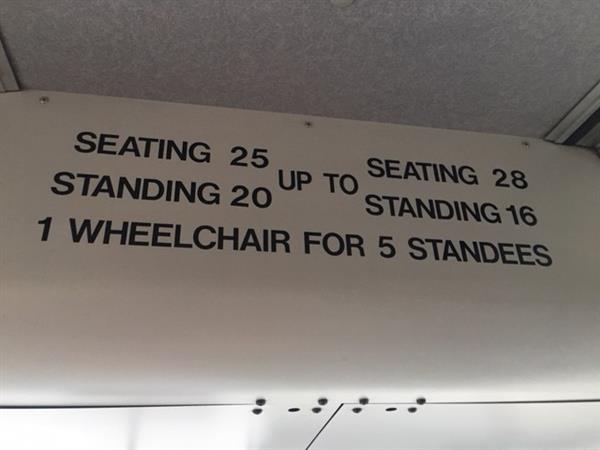 SEATING 25 UP TO SEATING 28
STANDING 20 STANDING 16
1 WHEELCHAIR FOR 5 STANDEES